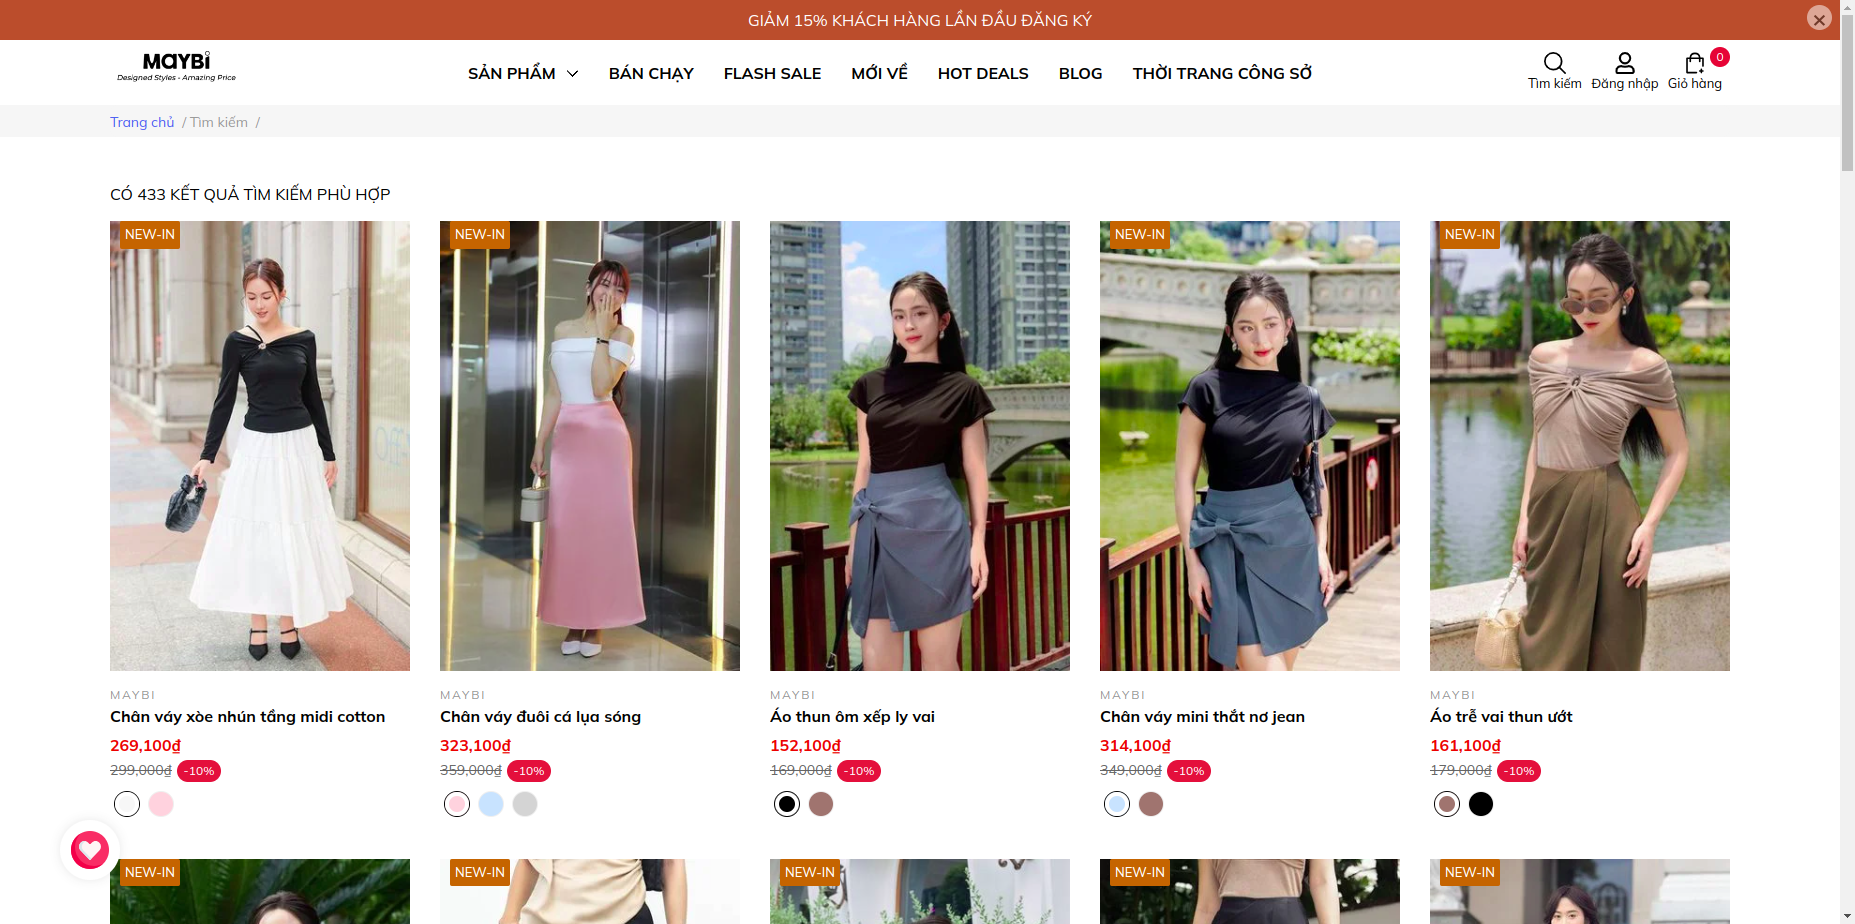 GIẢM 15% KHÁCH HÀNG LẦN ĐẦU ĐĂNG KÝ
MAYBi
Designed Styles - Amazing Price
SẢN PHẨM
BÁN CHẠY
FLASH SALE
MỚI VỀ
HOT DEALS
BLOG
THỜI TRANG CÔNG SỞ
Tìm kiếm
Đăng nhập
0
Giỏ hàng
Trang chủ / Tìm kiếm /
CÓ 433 KẾT QUẢ TÌM KIẾM PHÙ HỢP
NEW-IN
MAYBI
Chân váy xòe nhún tầng midi cotton
269,100₫
299,000₫ -10%
NEW-IN
MAYBI
Chân váy đuôi cá lụa sóng
323,100₫
359,000₫ -10%
MAYBI
Áo thun ôm xếp ly vai
152,100₫
169,000₫ -10%
NEW-IN
MAYBI
Chân váy mini thắt nơ jean
314,100₫
349,000₫ -10%
NEW-IN
MAYBI
Áo trễ vai thun ướt
161,100₫
179,000₫ -10%
NEW-IN
NEW-IN
NEW-IN
NEW-IN
NEW-IN